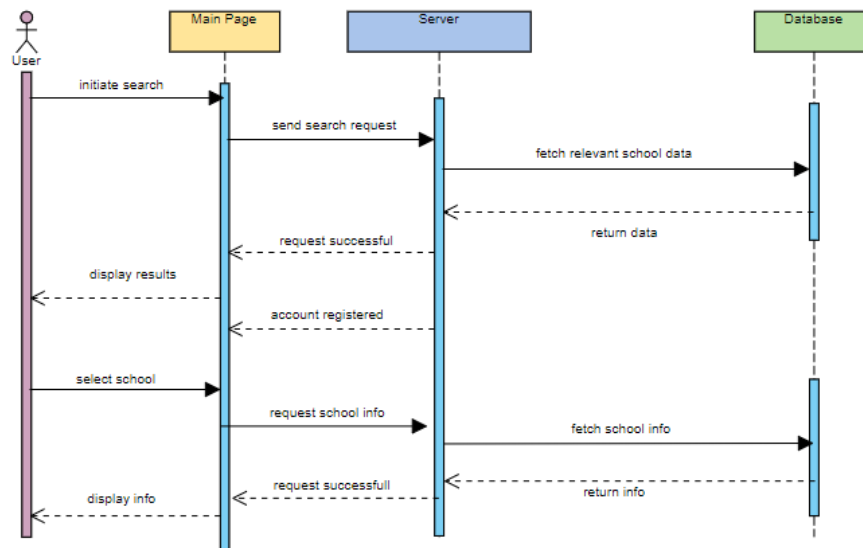 Main Page
Server
Database
User
initiate search
send search request
fetch relevant school data
return data
request successful
display results
account registered
select school
request school info
fetch school info
request successfull
return info
display info